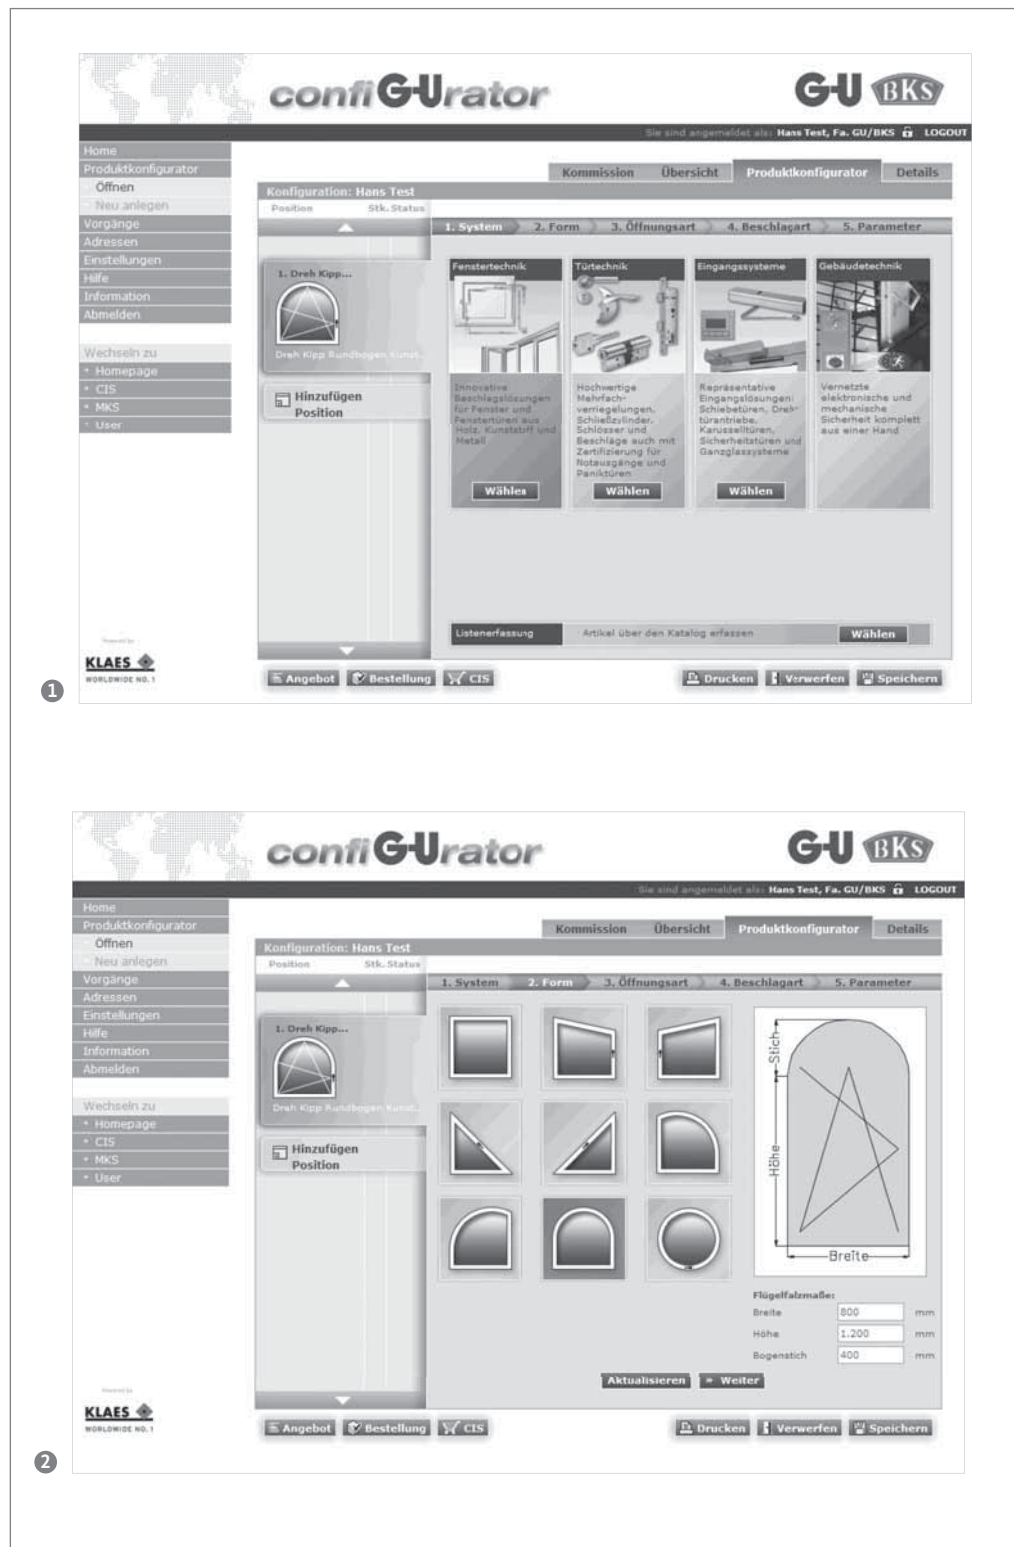 confiGURator
G-U BKS
Sie sind angemeldet als: Hans Test, Fa. GU/BKS LOGOUT
Home
Produktkonfigurator
Öffnen
Neu anlegen
Vorgänge
Adressen
Einstellungen
Hilfe
Information
Abmelden
Wechseln zu
Homepage
CIS
MKS
User
Powered by
KLAES
WORLDWIDE NO. 1
Kommission Übersicht Produktkonfigurator Details
Konfiguration: Hans Test
Position Stk. Status
1. System 2. Form 3. Öffnungsart 4. Beschlagart 5. Parameter
1. Dreh Kipp...
Dreh Kipp Rundbogen Kunst...
Hinzufügen
Position
Fenstertechnik
Innovative
Beschlagslösungen
für Fenster und
Fenstertüren aus
Holz, Kunststoff und
Metall
Wählen
Türtechnik
Hochwertige
Mehrfach-
verriegelungen,
Schließzylinder,
Schlösser und
Beschläge auch mit
Zertifizierung für
Notausgänge und
Paniktüren
Wählen
Eingangssysteme
Repräsentative
Eingangslösungen:
Schiebetüren, Dreh-
türantriebe,
Karusselltüren,
Sicherheitstüren und
Ganzglassysteme
Wählen
Gebäudetechnik
Vernetzte
elektronische und
mechanische
Sicherheit komplett
aus einer Hand
Listenerfassung Artikel über den Katalog erfassen Wählen
Angebot Bestellung CIS Drucken Verwerfen Speichern
1
confiGURator
G-U BKS
Sie sind angemeldet als: Hans Test, Fa. GU/BKS LOGOUT
Home
Produktkonfigurator
Öffnen
Neu anlegen
Vorgänge
Adressen
Einstellungen
Hilfe
Information
Abmelden
Wechseln zu
Homepage
CIS
MKS
User
Powered by
KLAES
WORLDWIDE NO. 1
Kommission Übersicht Produktkonfigurator Details
Konfiguration: Hans Test
Position Stk. Status
1. System 2. Form 3. Öffnungsart 4. Beschlagart 5. Parameter
1. Dreh Kipp...
Dreh Kipp Rundbogen Kunst...
Hinzufügen
Position
Stich
Höhe
Breite
Flügelfalzmaße:
Breite 800 mm
Höhe 1.200 mm
Bogenstich 400 mm
Aktualisieren Weiter
Angebot Bestellung CIS Drucken Verwerfen Speichern
2